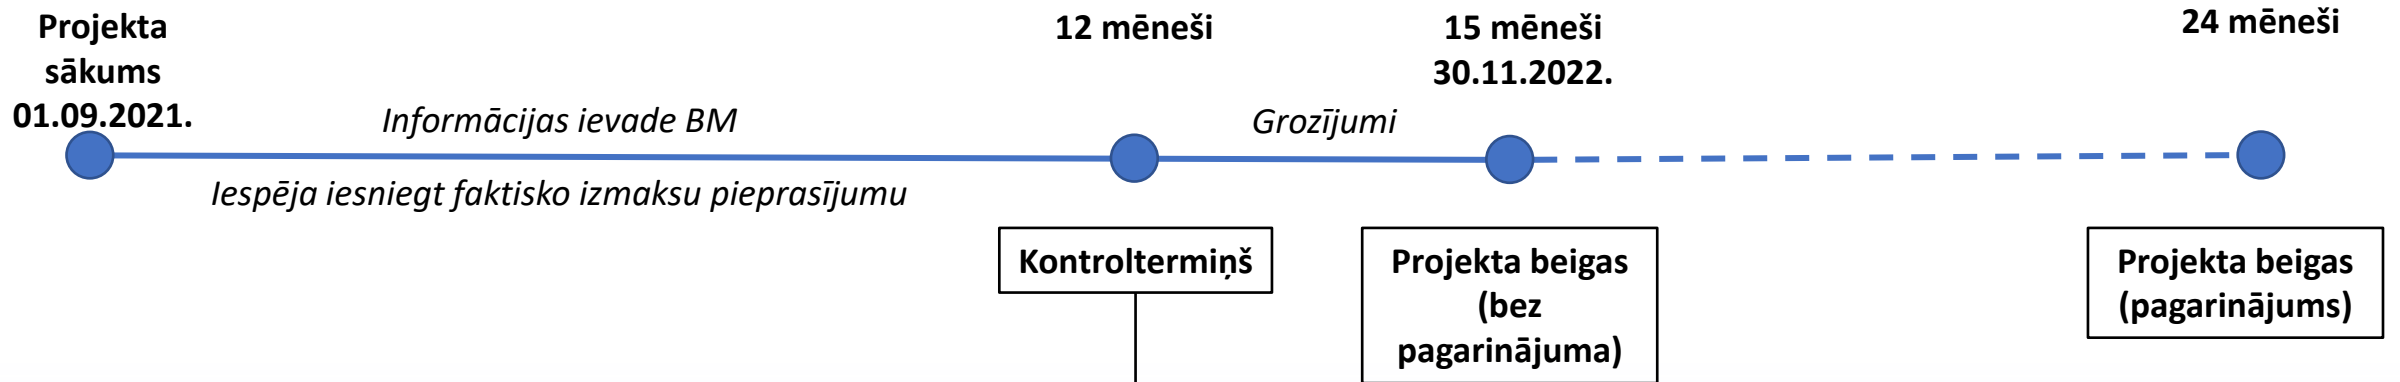 Projekta
sākums
01.09.2021.
12 mēneši
15 mēneši
30.11.2022.
24 mēneši
Informācijas ievade BM
Grozījumi
Iespēja iesniegt faktisko izmaksu pieprasījumu
Kontroltermiņš
Projekta beigas
(bez
pagarinājuma)
Projekta beigas
(pagarinājums)